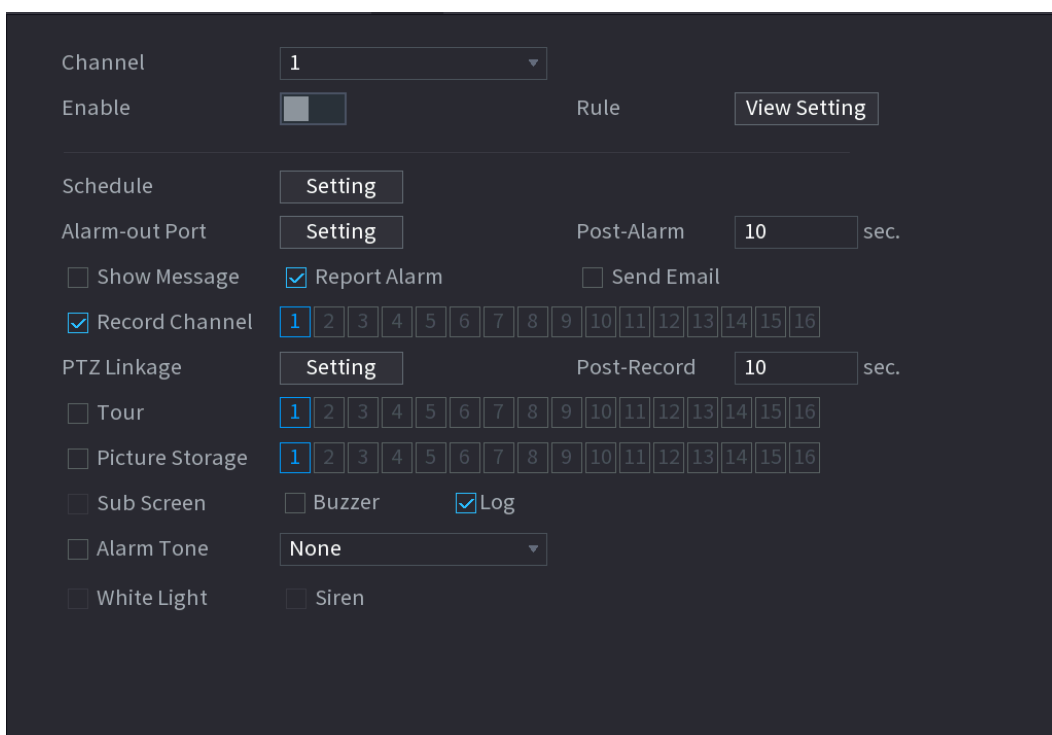 Channel 1
Enable Rule View Setting
Schedule Setting
Alarm-out Port Setting Post-Alarm 10 sec.
Show Message Report Alarm Send Email
Record Channel 1 2 3 4 5 6 7 8 9 10 11 12 13 14 15 16
PTZ Linkage Setting Post-Record 10 sec.
Tour 1 2 3 4 5 6 7 8 9 10 11 12 13 14 15 16
Picture Storage 1 2 3 4 5 6 7 8 9 10 11 12 13 14 15 16
Sub Screen Buzzer Log
Alarm Tone None
White Light Siren